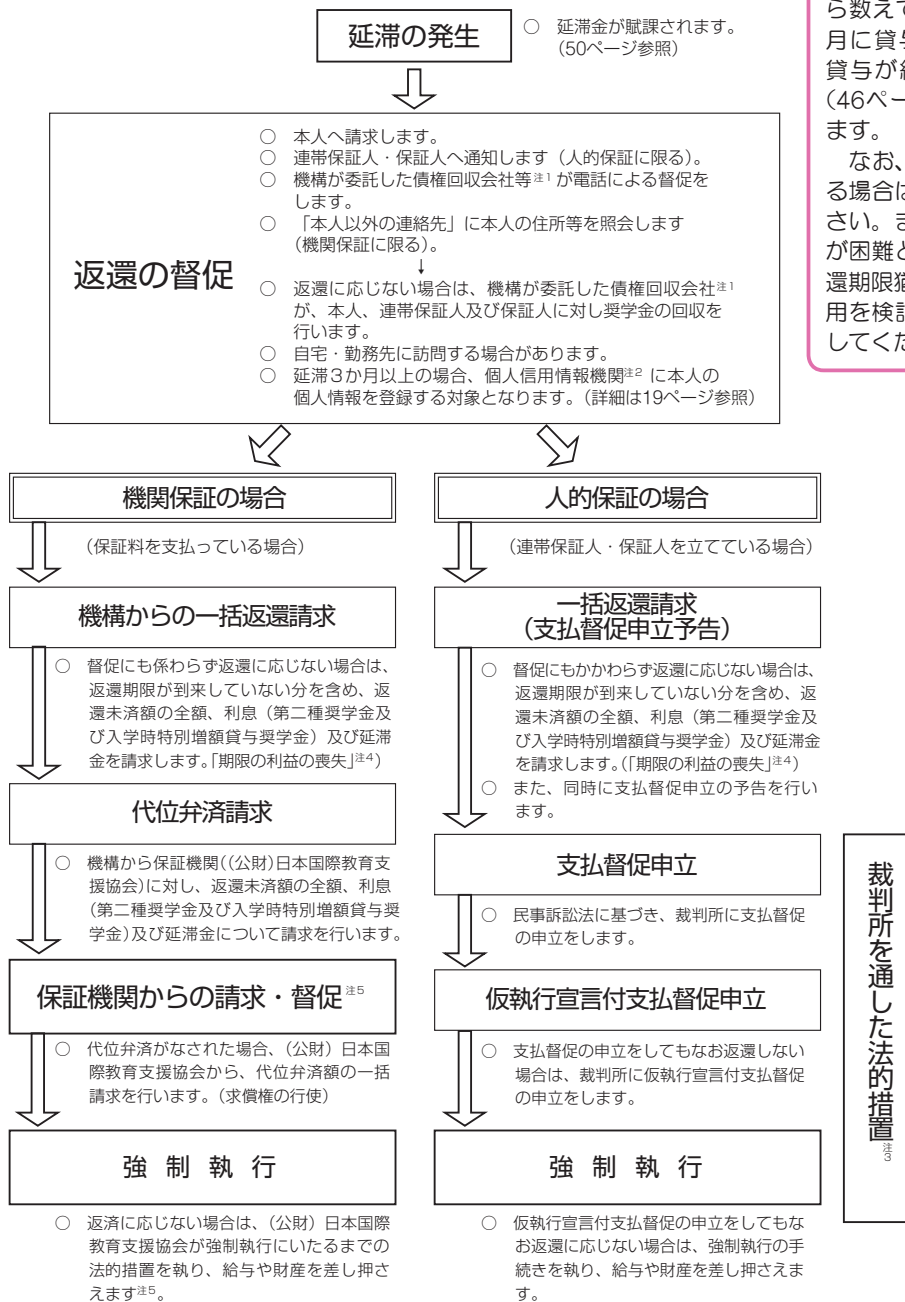 延滞の発生
○ 延滞金が賦課されます。
(50ページ参照)
返還の督促
○ 本人へ請求します。
○ 連帯保証人・保証人へ通知します(人的保証に限る)。
○ 機構が委託した債権回収会社等注1が電話による督促を
します。
○ 「本人以外の連絡先」に本人の住所等を照会します
(機関保証に限る)。
↓
○ 返還に応じない場合は、機構が委託した債権回収会社注1
が、本人、連帯保証人及び保証人に対し奨学金の回収を
行います。
○ 自宅・勤務先に訪問する場合があります。
○ 延滞3か月以上の場合、個人信用情報機関注2 に本人の
個人情報を登録する対象となります。(詳細は19ページ参照)
ら数えて
月に貸与
貸与が
(46ペー
ます。
なお、
る場合は
さい。ま
が困難と
還期限猶
用を検討
してくだ
機関保証の場合
(保証料を支払っている場合)
機構からの一括返還請求
○ 督促にも係わらず返還に応じない場合は、
返還期限が到来していない分を含め、返
還未済額の全額、利息(第二種奨学金及
び入学時特別増額貸与奨学金)及び延滞
金を請求します。「期限の利益の喪失」注4)
代位弁済請求
○ 機構から保証機関((公財)日本国際教育支
援協会)に対し、返還未済額の全額、利息
(第二種奨学金及び入学時特別増額貸与奨
学金)及び延滞金について請求を行います。
保証機関からの請求・督促注5
○ 代位弁済がなされた場合、(公財)日本国
際教育支援協会から、代位弁済額の一括
請求を行います。(求償権の行使)
強制執行
○ 返済に応じない場合は、(公財)日本国際
教育支援協会が強制執行にいたるまでの
法的措置を執り、給与や財産を差し押さ
えます注5。
人的保証の場合
(連帯保証人・保証人を立てている場合)
一括返還請求
(支払督促申立予告)
○ 督促にもかかわらず返還に応じない場合は、
返還期限が到来していない分を含め、返
還未済額の全額、利息(第二種奨学金及
び入学時特別増額貸与奨学金)及び延滞金
を請求します。(「期限の利益の喪失」注4)
○ また、同時に支払督促申立の予告を行い
ます。
支払督促申立
○ 民事訴訟法に基づき、裁判所に支払督促
の申立をします。
仮執行宣言付支払督促申立
○ 支払督促の申立をしてもなお返還しない
場合は、裁判所に仮執行宣言付支払督促
の申立をします。
強制執行
○ 仮執行宣言付支払督促の申立をしてもな
お返還に応じない場合は、強制執行の手
続きを執り、給与や財産を差し押さえま
す。
裁判所を通した法的措置注3